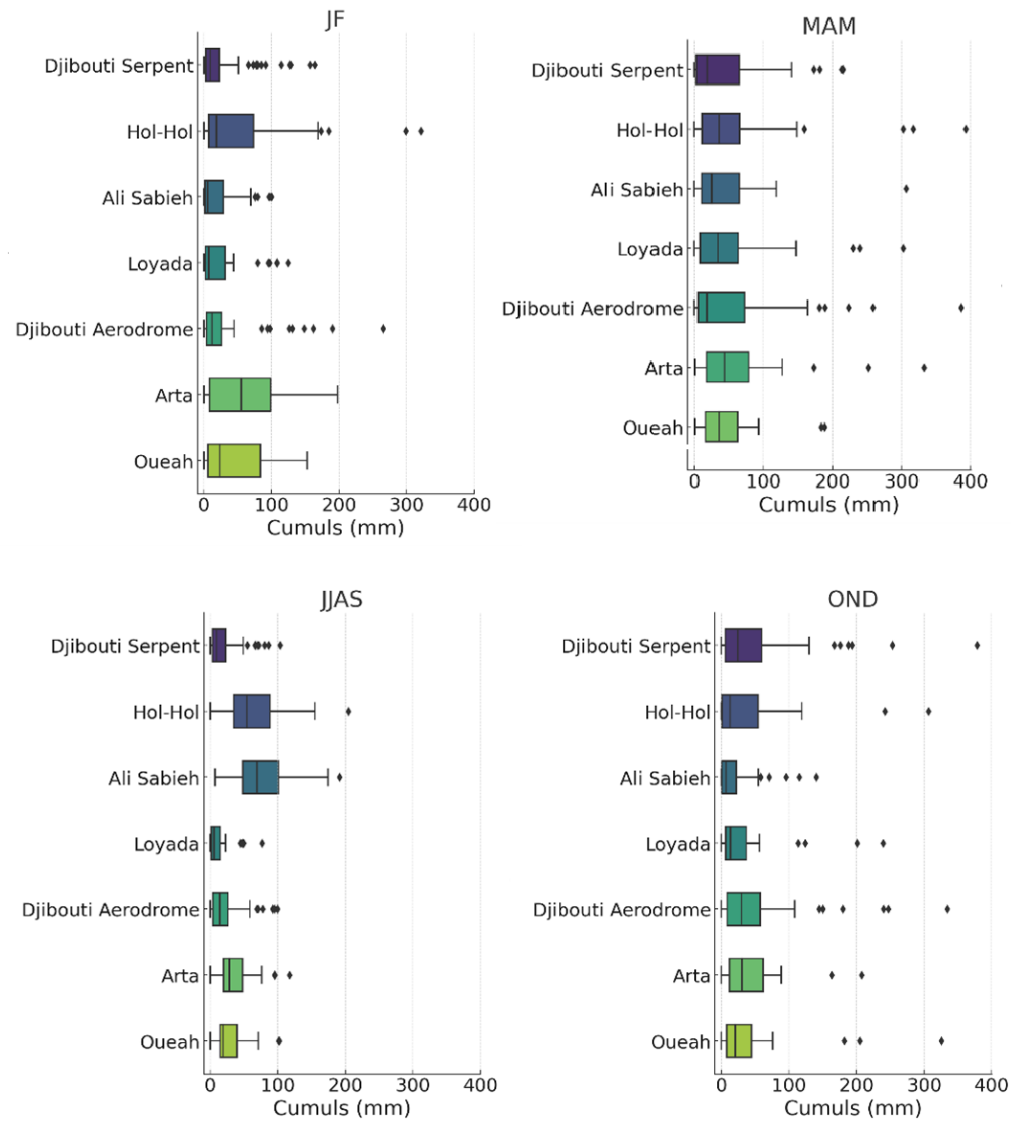 JF
Djibouti Serpent
Hol-Hol
Ali Sabieh
Loyada
Djibouti Aerodrome
Arta
Oueah
0 100 200 300 400
Cumuls (mm)
MAM
Djibouti Serpent
Hol-Hol
Ali Sabieh
Loyada
Djibouti Aerodrome
Arta
Oueah
0 100 200 300 400
Cumuls (mm)
JJAS
Djibouti Serpent
Hol-Hol
Ali Sabieh
Loyada
Djibouti Aerodrome
Arta
Oueah
0 100 200 300 400
Cumuls (mm)
OND
Djibouti Serpent
Hol-Hol
Ali Sabieh
Loyada
Djibouti Aerodrome
Arta
Oueah
0 100 200 300 400
Cumuls (mm)